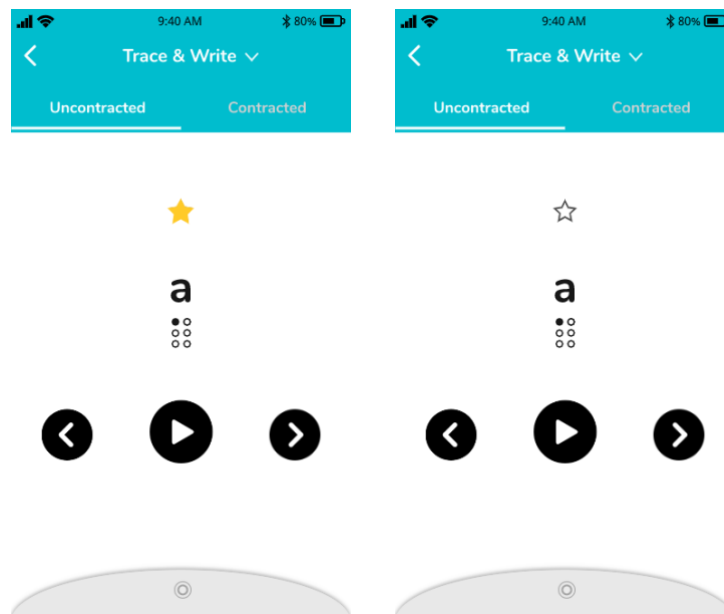 9:40 AM 80%
Trace & Write
Uncontracted Contracted
a
9:40 AM 80%
Trace & Write
Uncontracted Contracted
a